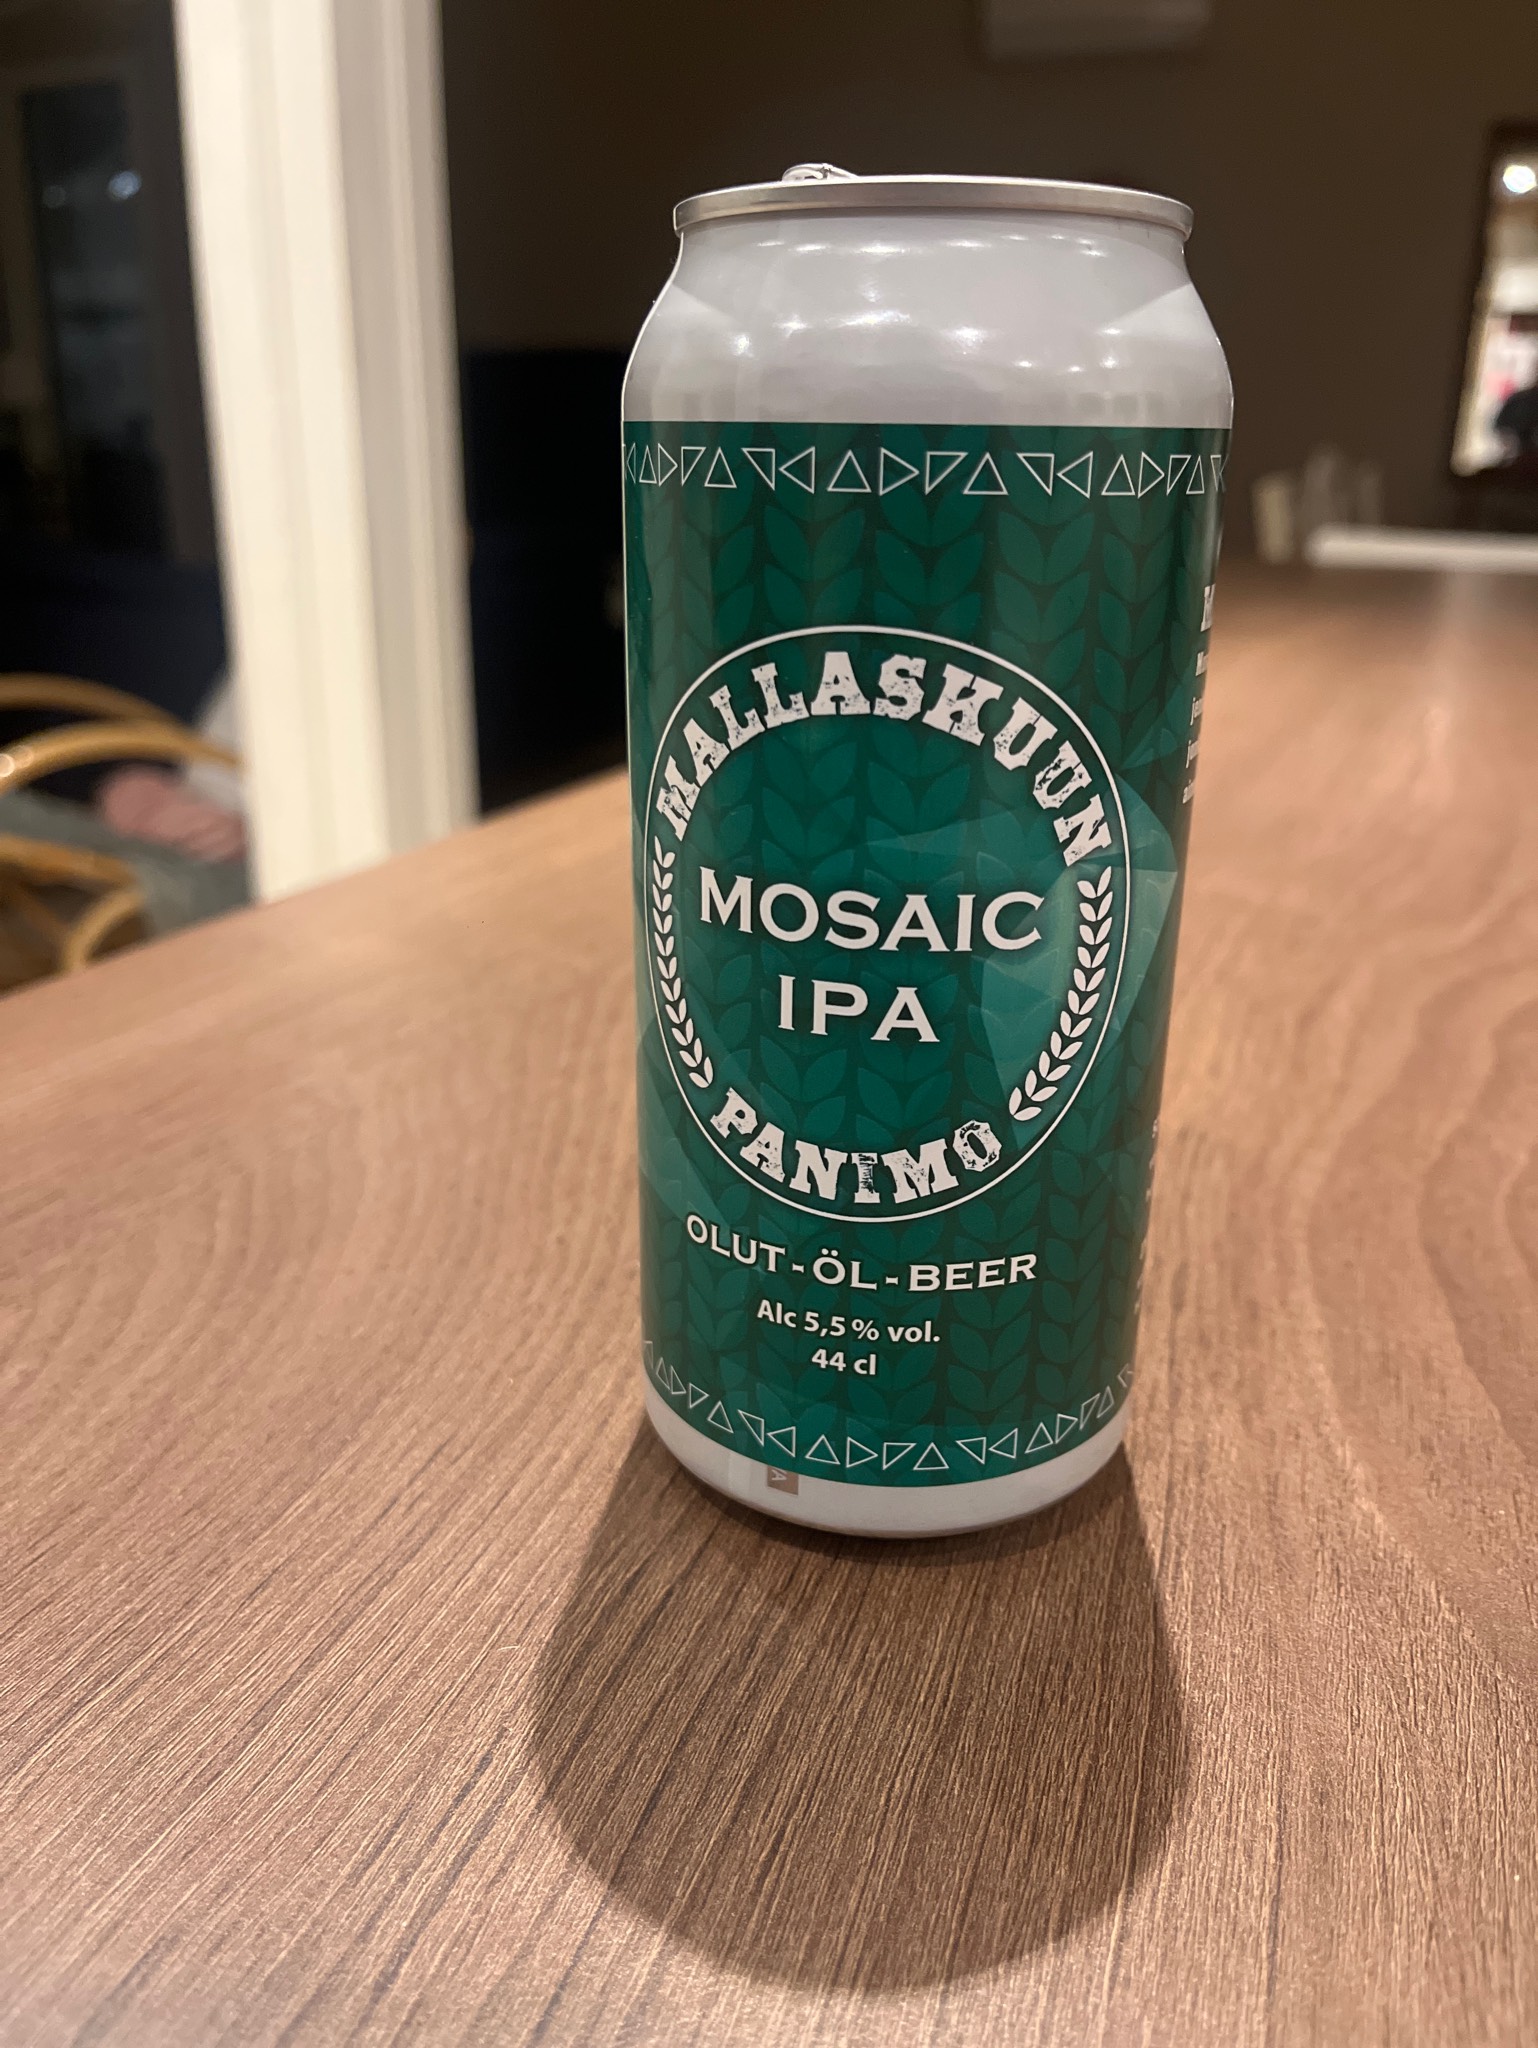 MALLASKUUN
MOSAIC
IPA
PANIMO
OLUT-ÖL-BEER
Alc 5,5 % vol.
44 cl